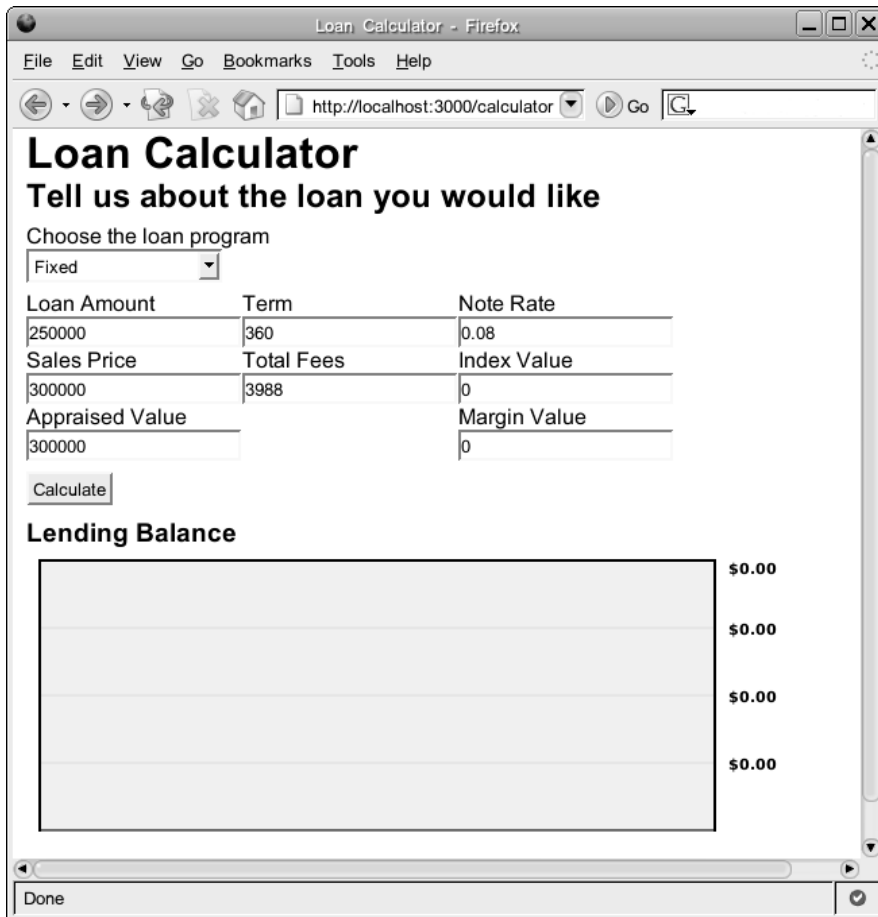 Loan Calculator - Firefox
File Edit View Go Bookmarks Tools Help
http://localhost:3000/calculator Go G
Loan Calculator
Tell us about the loan you would like
Choose the loan program
Fixed
Loan Amount Term Note Rate
250000 360 0.08
Sales Price Total Fees Index Value
300000 3988 0
Appraised Value Margin Value
300000 0
Calculate
Lending Balance
$0.00
$0.00
$0.00
$0.00
Done